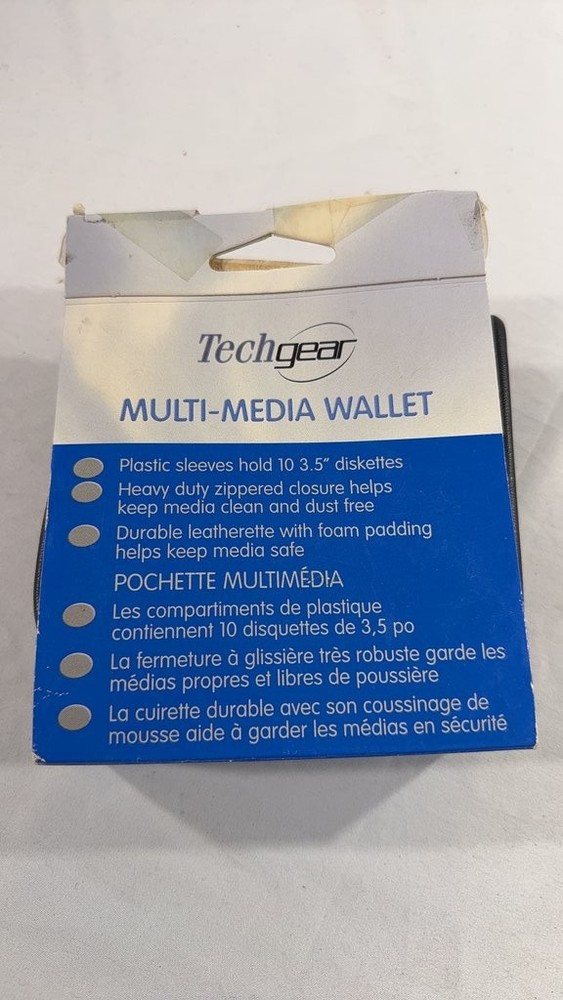 Techgear
MULTI-MEDIA WALLET
Plastic sleeves hold 10 3.5" diskettes
Heavy duty zippered closure helps
keep media clean and dust free
Durable leatherette with foam padding
helps keep media safe
POCHETTE MULTIMÉDIA
Les compartiments de plastique
contiennent 10 disquettes de 3,5 po
La fermeture à glissière très robuste garde les
médias propres et libres de poussière
La cuirette durable avec son coussinage de
mousse aide à garder les médias en sécurité